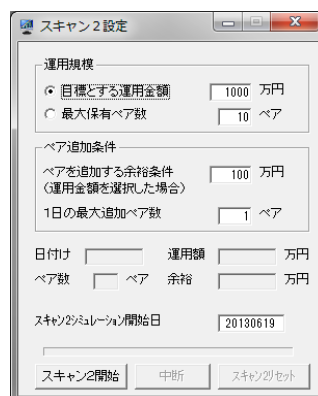 スキャン２設定
運用規模
目標とする運用金額 1000 万円
最大保有ペア数 10 ペア
ペア追加条件
ペアを追加する余裕条件 100 万円
(運用金額を選択した場合)
1日の最大追加ペア数 1 ペア
日付け 運用額 万円
ペア数 ペア 余裕 万円
スキャン2シミュレーション開始日 20130619
スキャン2開始 中断 スキャン2リセット